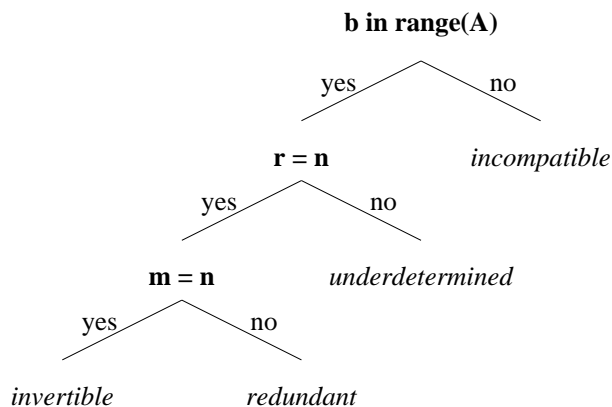 b in range(A)
yes no
r = n incompatible
yes no
m = n underdetermined
yes no
invertible redundant